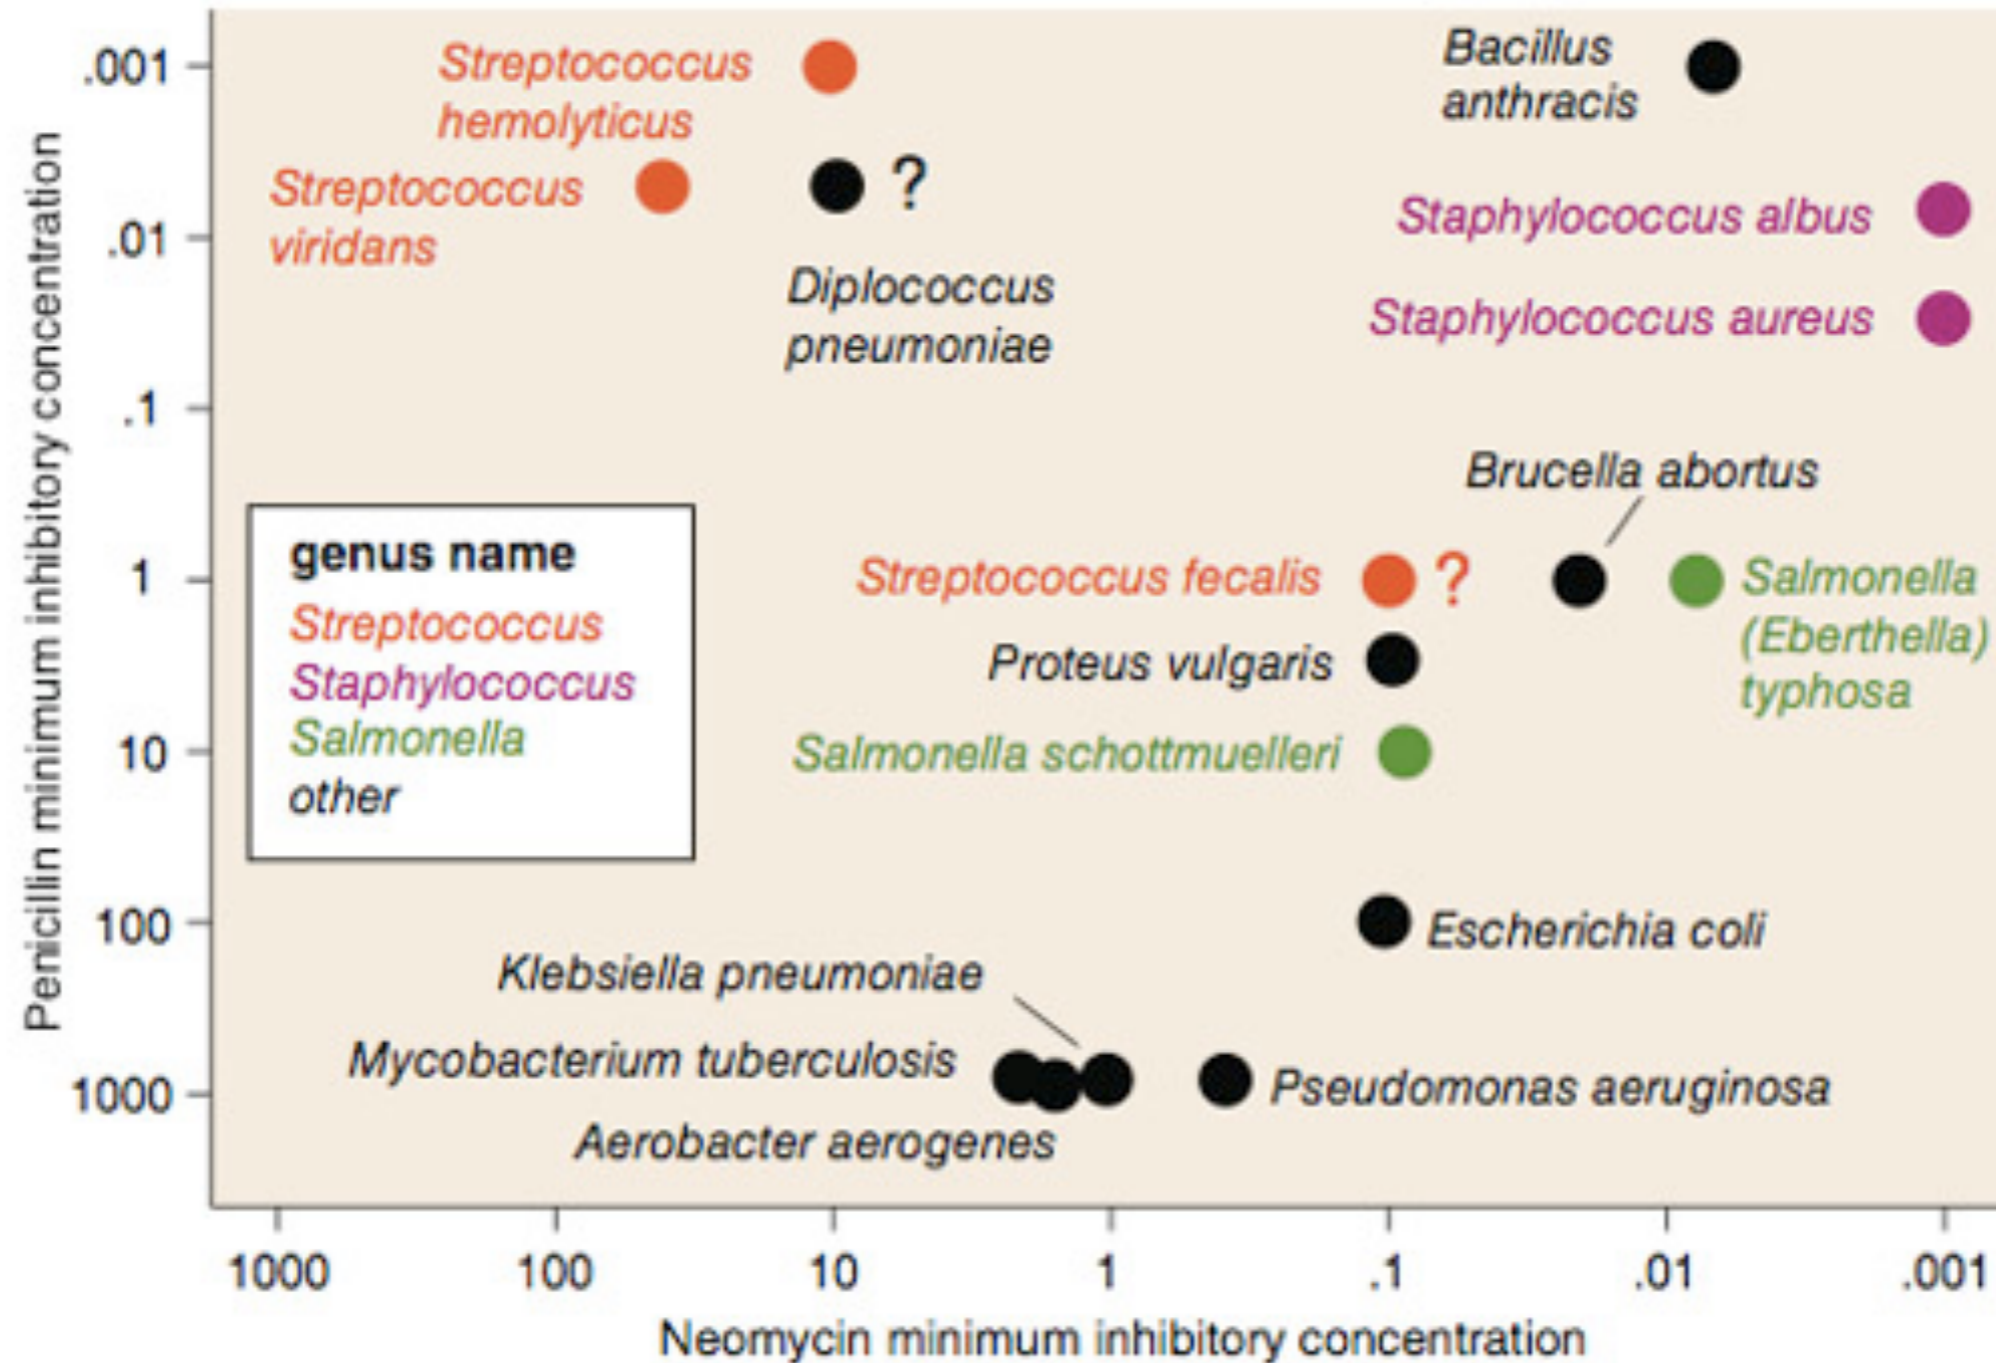 Penicillin minimum inhibitory concentration
.001
.01
.1
1
10
100
1000
Streptococcus
hemolyticus
Bacillus
anthracis
Streptococcus
viridans
?
Diplococcus
pneumoniae
Staphylococcus albus
Staphylococcus aureus
Brucella abortus
Streptococcus fecalis ?
Salmonella
(Eberthella)
typhosa
Proteus vulgaris
Salmonella schottmuelleri
genus name
Streptococcus
Staphylococcus
Salmonella
other
Escherichia coli
Klebsiella pneumoniae
Mycobacterium tuberculosis
Pseudomonas aeruginosa
Aerobacter aerogenes
1000 100 10 1 .1 .01 .001
Neomycin minimum inhibitory concentration